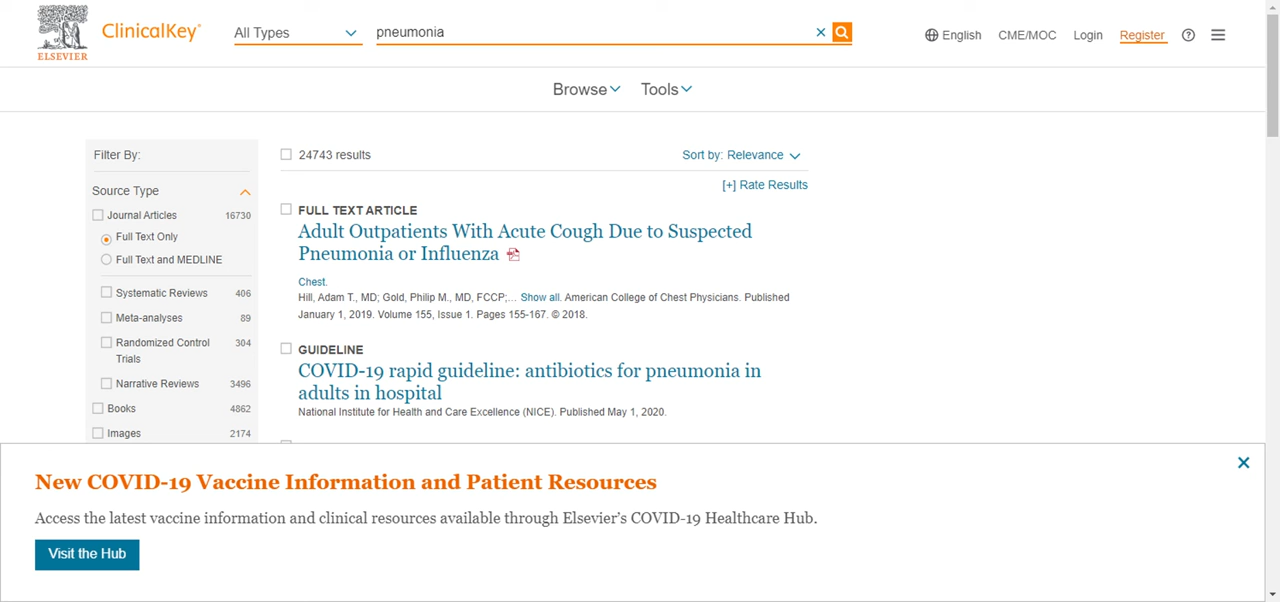 ELSEVIER
ClinicalKey®
All Types
pneumonia
English
CME/MOC
Login
Register
Browse
Tools
Filter By:
Source Type
Journal Articles 16730
Full Text Only
Full Text and MEDLINE
Systematic Reviews 406
Meta-analyses 89
Randomized Control
Trials 304
Narrative Reviews 3496
Books 4862
Images 2174
24743 results
Sort by: Relevance
[+] Rate Results
FULL TEXT ARTICLE
Adult Outpatients With Acute Cough Due to Suspected
Pneumonia or Influenza
Chest.
Hill, Adam T., MD; Gold, Philip M., MD, FCCP;... Show all. American College of Chest Physicians. Published
January 1, 2019. Volume 155, Issue 1. Pages 155-167. © 2018.
GUIDELINE
COVID-19 rapid guideline: antibiotics for pneumonia in
adults in hospital
National Institute for Health and Care Excellence (NICE). Published May 1, 2020.
New COVID-19 Vaccine Information and Patient Resources
Access the latest vaccine information and clinical resources available through Elsevier’s COVID-19 Healthcare Hub.
Visit the Hub